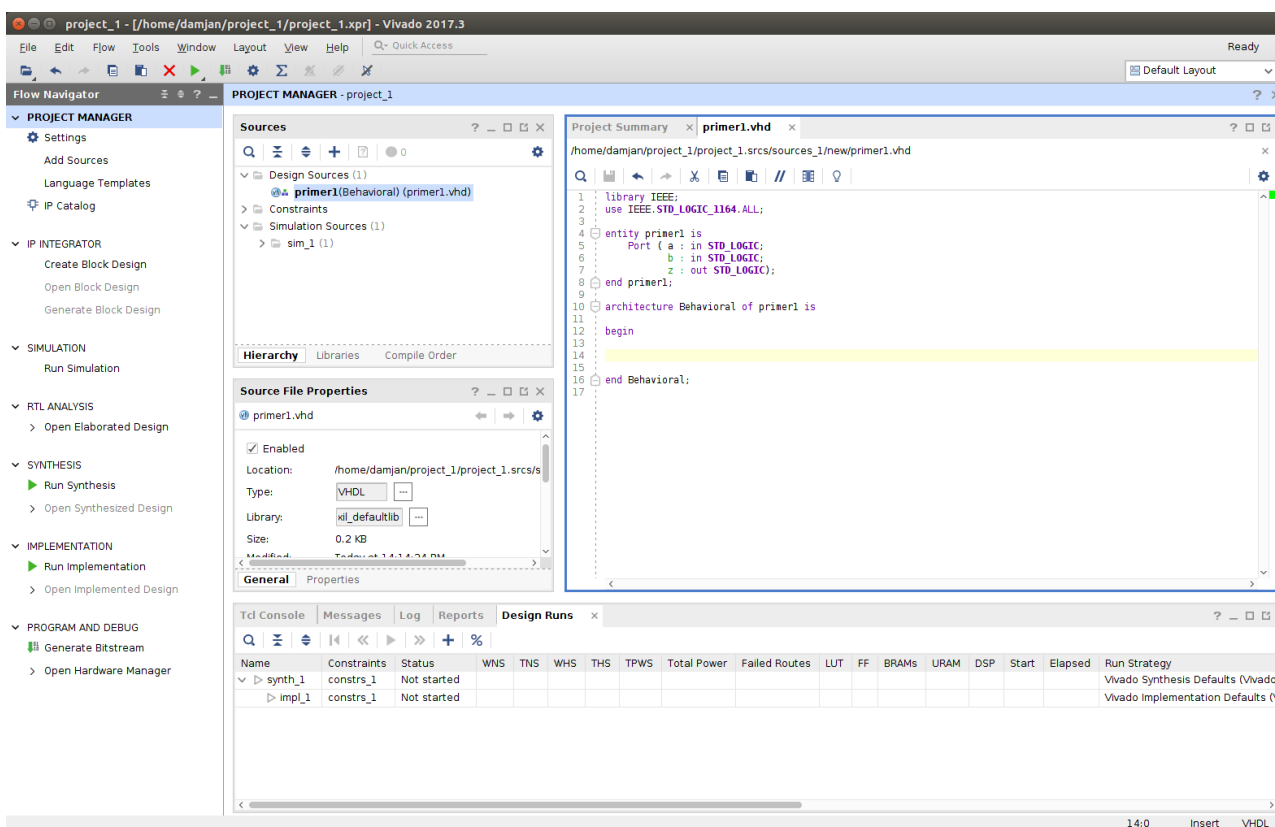 project_1 - [/home/damjan/project_1/project_1.xpr] - Vivado 2017.3
File Edit Flow Tools Window Layout View Help Quick Access Ready
Default Layout
Flow Navigator
PROJECT MANAGER - project_1
PROJECT MANAGER
Settings
Add Sources
Language Templates
IP Catalog
IP INTEGRATOR
Create Block Design
Open Block Design
Generate Block Design
SIMULATION
Run Simulation
RTL ANALYSIS
Open Elaborated Design
SYNTHESIS
Run Synthesis
Open Synthesized Design
IMPLEMENTATION
Run Implementation
Open Implemented Design
PROGRAM AND DEBUG
Generate Bitstream
Open Hardware Manager
Sources
0
Design Sources (1)
primer1(Behavioral) (primer1.vhd)
Constraints
Simulation Sources (1)
sim_1 (1)
Hierarchy Libraries Compile Order
Source File Properties
primer1.vhd
Enabled
Location: /home/damjan/project_1/project_1.srcs/s
Type: VHDL
Library: xil_defaultlib
Size: 0.2 KB
Modified: Today at 14:14:24 PM
General Properties
Project Summary primer1.vhd
/home/damjan/project_1/project_1.srcs/sources_1/new/primer1.vhd
1 library IEEE;
2 use IEEE.STD_LOGIC_1164.ALL;
3
4 entity primer1 is
5 Port ( a : in STD_LOGIC;
6 b : in STD_LOGIC;
7 z : out STD_LOGIC);
8 end primer1;
9
10 architecture Behavioral of primer1 is
11
12 begin
13
14
15
16 end Behavioral;
17
Tcl Console Messages Log Reports Design Runs
Name Constraints Status WNS TNS WHS THS TPWS Total Power Failed Routes LUT FF BRAMs URAM DSP Start Elapsed Run Strategy
synth_1 constrs_1 Not started Vivado Synthesis Defaults (Vivado
impl_1 constrs_1 Not started Vivado Implementation Defaults (
14:0 Insert VHDL